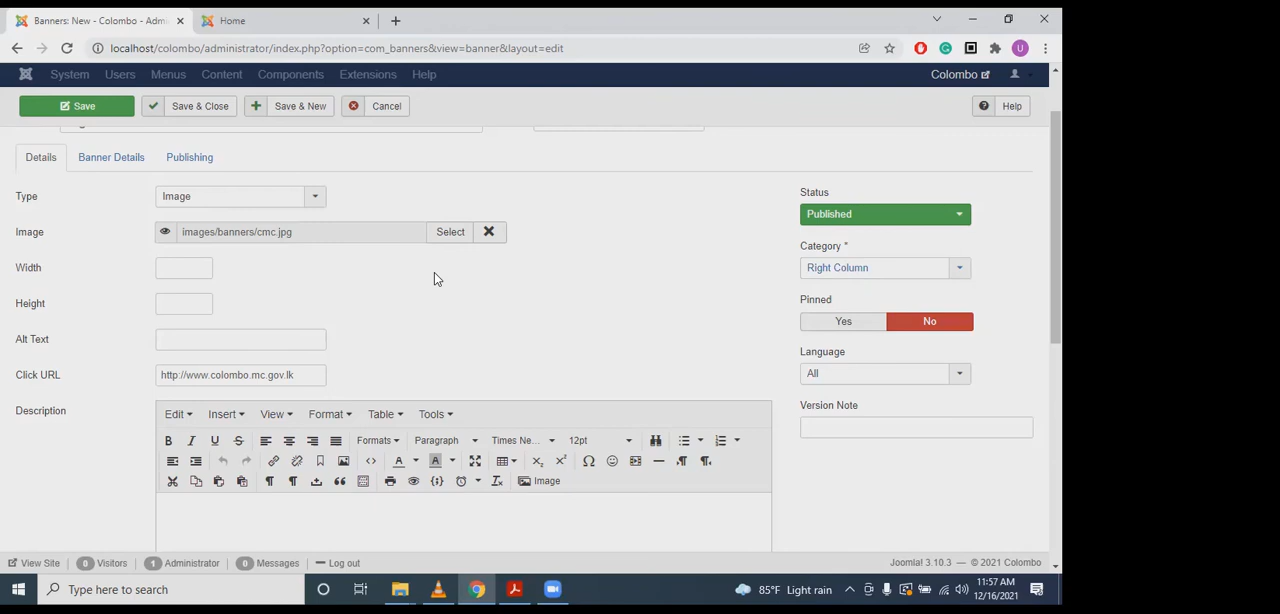 Banners: New - Colombo - Admi
Home
localhost/colombo/administrator/index.php?option=com_banners&view=banner&layout=edit
System Users Menus Content Components Extensions Help
Colombo
Save
Save & Close
Save & New
Cancel
Help
Details
Banner Details
Publishing
Type
Image
Status
Published
Image
images/banners/cmc.jpg
Select
Category *
Right Column
Width
Height
Pinned
Yes
No
Alt Text
Language
All
Click URL
http://www.colombo.mc.gov.lk
Version Note
Description
Edit Insert View Format Table Tools
B I U S Formats Paragraph Times Ne... 12pt
A A
Image
View Site 0 Visitors 1 Administrator 0 Messages Log out
Joomla! 3.10.3 — © 2021 Colombo
Type here to search
85°F Light rain
11:57 AM
12/16/2021